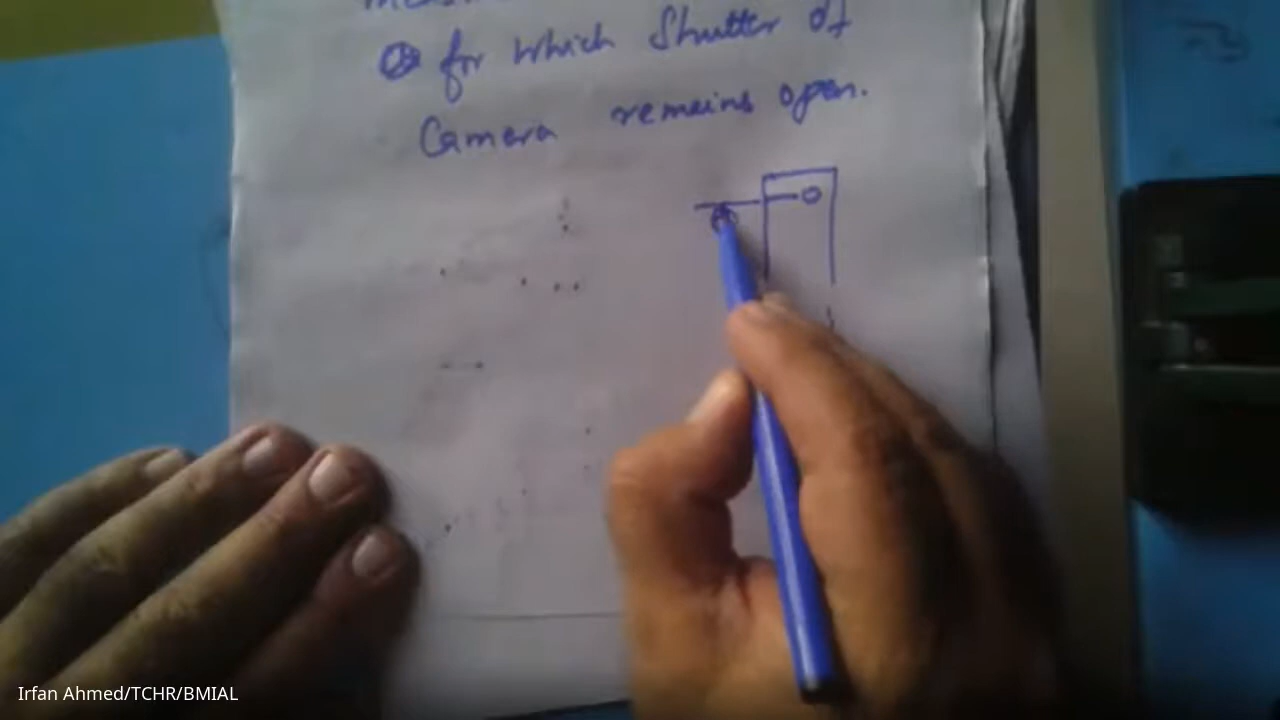 for which Shutter of
Camera remains open.
Irfan Ahmed/TCHR/BMIAL